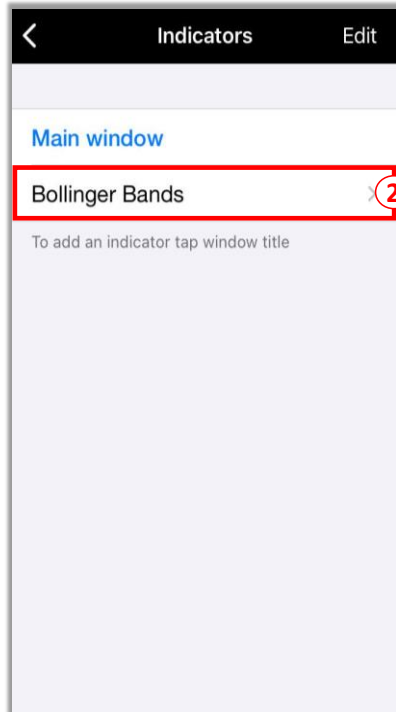 Indicators Edit
Main window
Bollinger Bands 2
To add an indicator tap window title